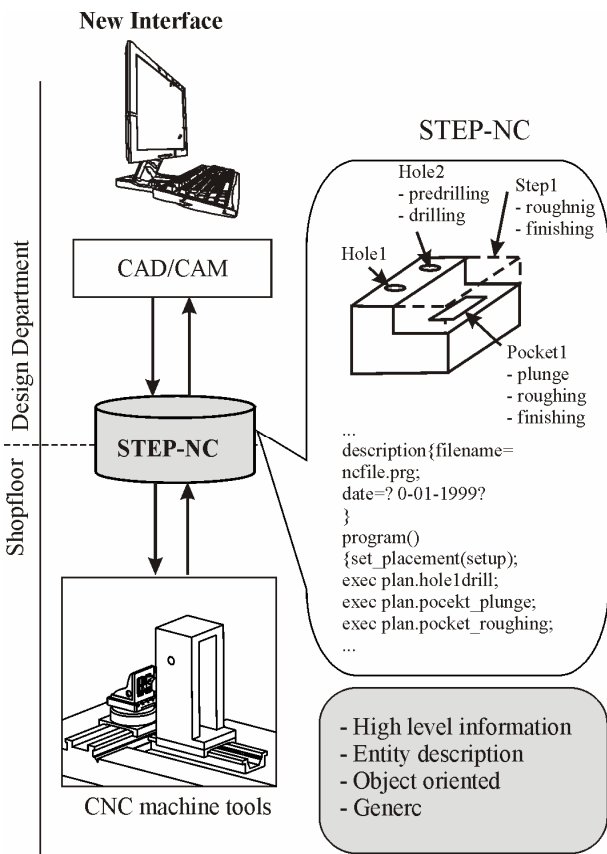 New Interface
Design Department
Shopfloor
CAD/CAM
STEP-NC
CNC machine tools
STEP-NC
Hole2
- predrilling
- drilling
Step1
- roughnig
- finishing
Hole1
Pocket1
- plunge
- roughing
- finishing
...
description{filename=
ncfile.prg;
date=? 0-01-1999?
}
program()
{set_placement(setup);
exec plan.hole1drill;
exec plan.pocekt_plunge;
exec plan.pocket_roughing;
...
- High level information
- Entity description
- Object oriented
- Generc